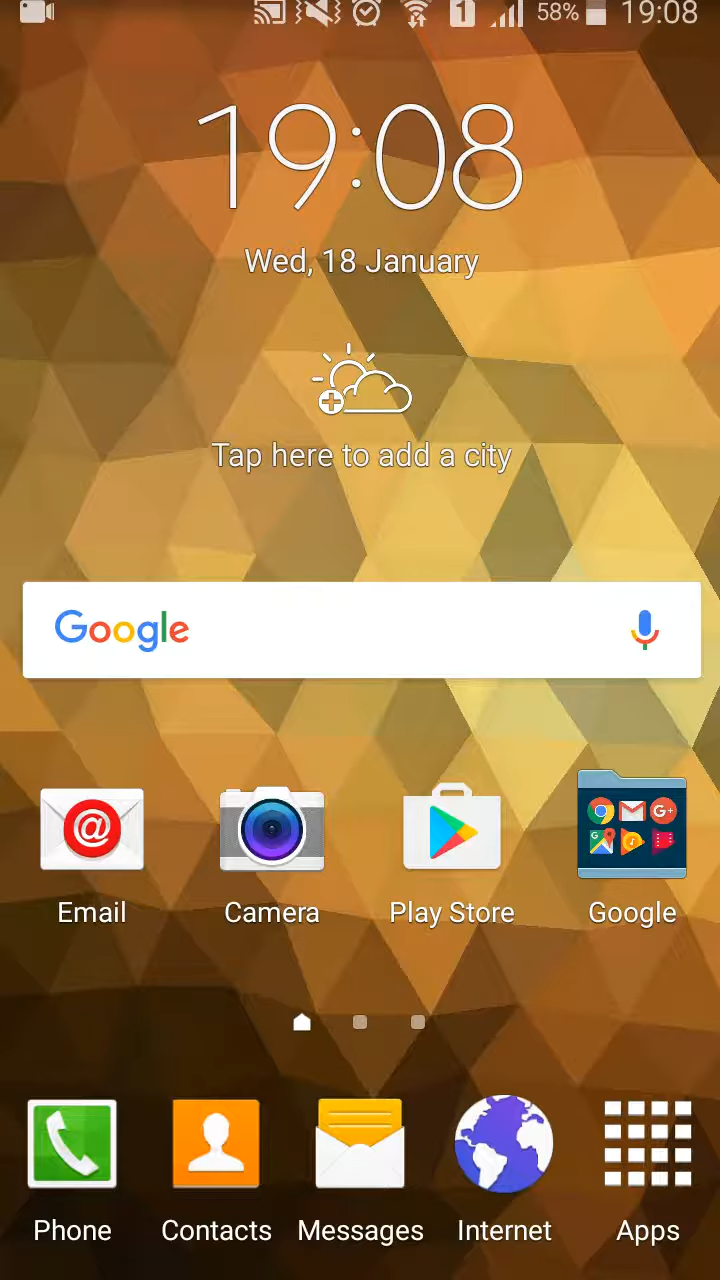 1 58% 19:08
19:08
Wed, 18 January
Tap here to add a city
Google
@
G+
G
Email Camera Play Store Google
Phone Contacts Messages Internet Apps